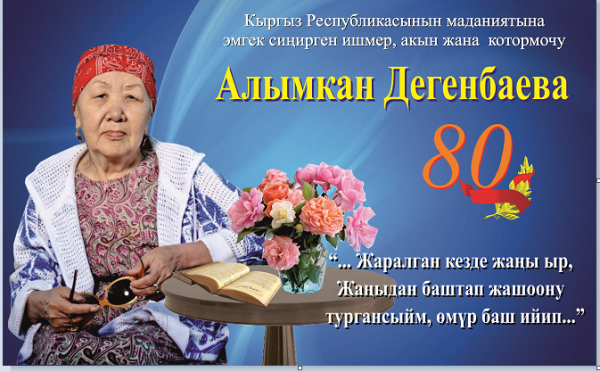 Кыргыз Республикасынын маданиятына
эмгек сиңирген ишмер, акын жана котормочу
Алымкан Дегенбаева
80
“... Жаралган кезде жаңы ыр,
Жаңыдан баштап жашоону
тургансыйм, өмүр баш ийип...”